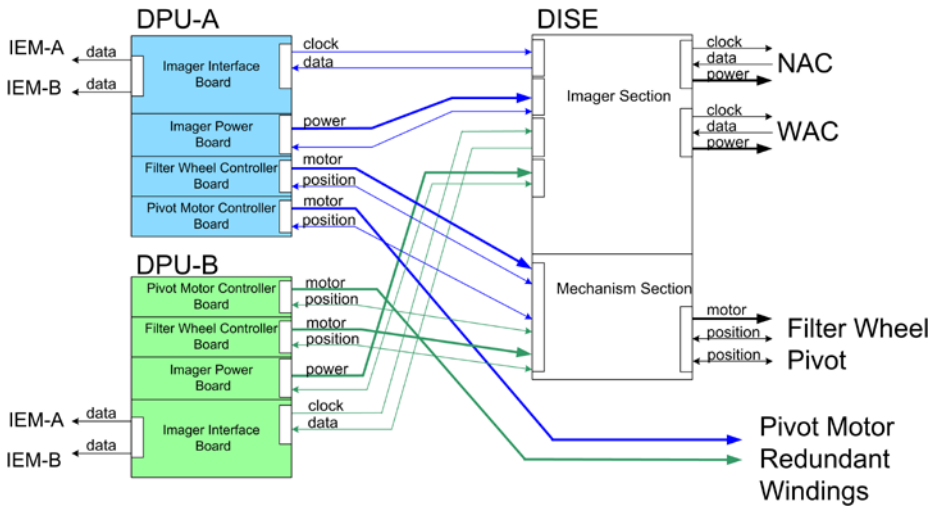 DPU-A
DISE
IEM-A
data
IEM-B
data
Imager Interface
Board
clock
data
Imager Power
Board
power
Filter Wheel Controller
Board
motor
position
Pivot Motor Controller
Board
motor
position
Imager Section
clock
data
power
NAC
clock
data
power
WAC
Mechanism Section
motor
position
position
Filter Wheel
Pivot
DPU-B
Pivot Motor Controller
Board
motor
position
Filter Wheel Controller
Board
motor
position
Imager Power
Board
power
Imager Interface
Board
clock
data
IEM-A
data
IEM-B
data
Pivot Motor
Redundant
Windings